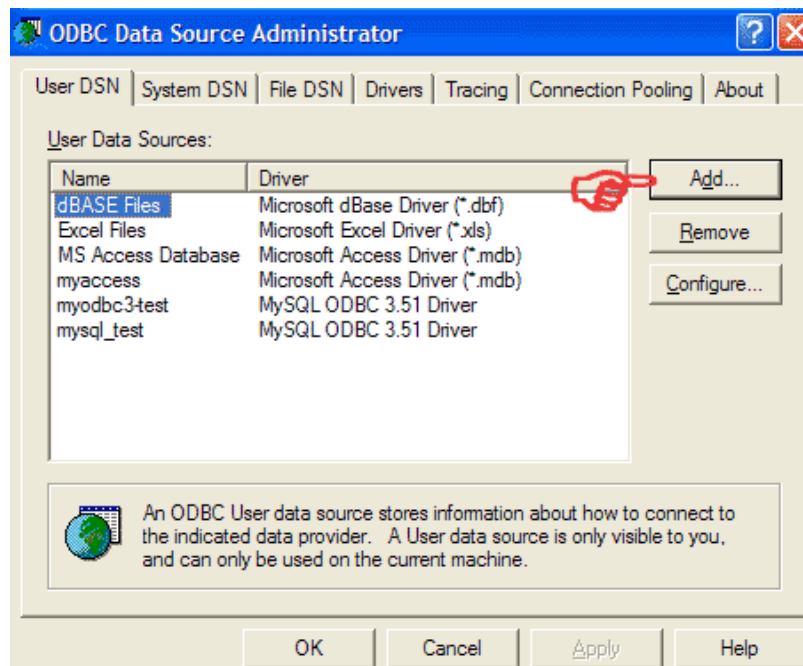 ODBC Data Source Administrator
User DSN System DSN File DSN Drivers Tracing Connection Pooling About
User Data Sources:
Name Driver
dBASE Files Microsoft dBase Driver (*.dbf)
Excel Files Microsoft Excel Driver (*.xls)
MS Access Database Microsoft Access Driver (*.mdb)
myaccess Microsoft Access Driver (*.mdb)
myodbc3-test MySQL ODBC 3.51 Driver
mysql_test MySQL ODBC 3.51 Driver
Add...
Remove
Configure...
An ODBC User data source stores information about how to connect to
the indicated data provider. A User data source is only visible to you,
and can only be used on the current machine.
OK Cancel Apply Help